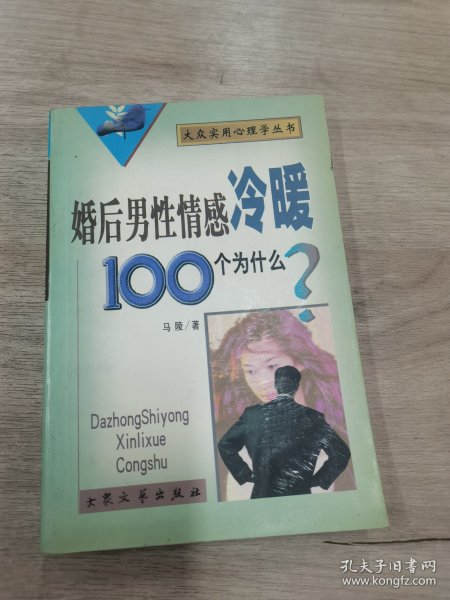 大众实用心理学丛书
婚后男性情感冷暖
100个为什么?
马陵/著
DazhongShiyong
Xinlixue
Congshu
大众文艺出版社
孔夫子旧书网
www.kongfz.com